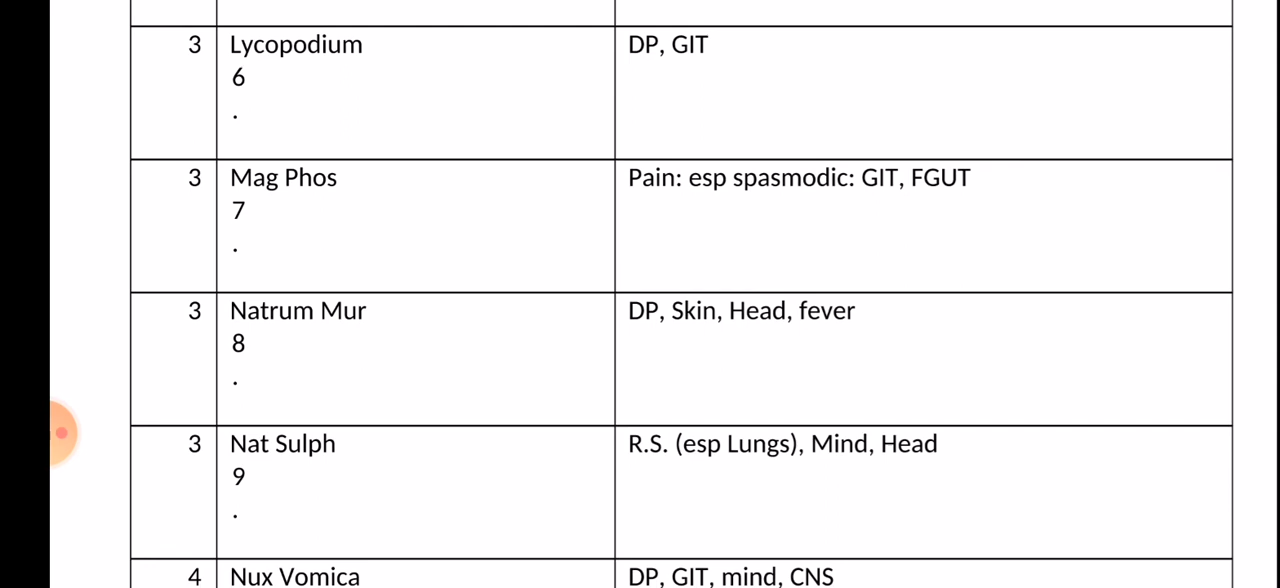 3 Lycopodium DP, GIT
6
.
3 Mag Phos Pain: esp spasmodic: GIT, FGUT
7
.
3 Natrum Mur DP, Skin, Head, fever
8
.
3 Nat Sulph R.S. (esp Lungs), Mind, Head
9
.
4 Nux Vomica DP, GIT, mind, CNS